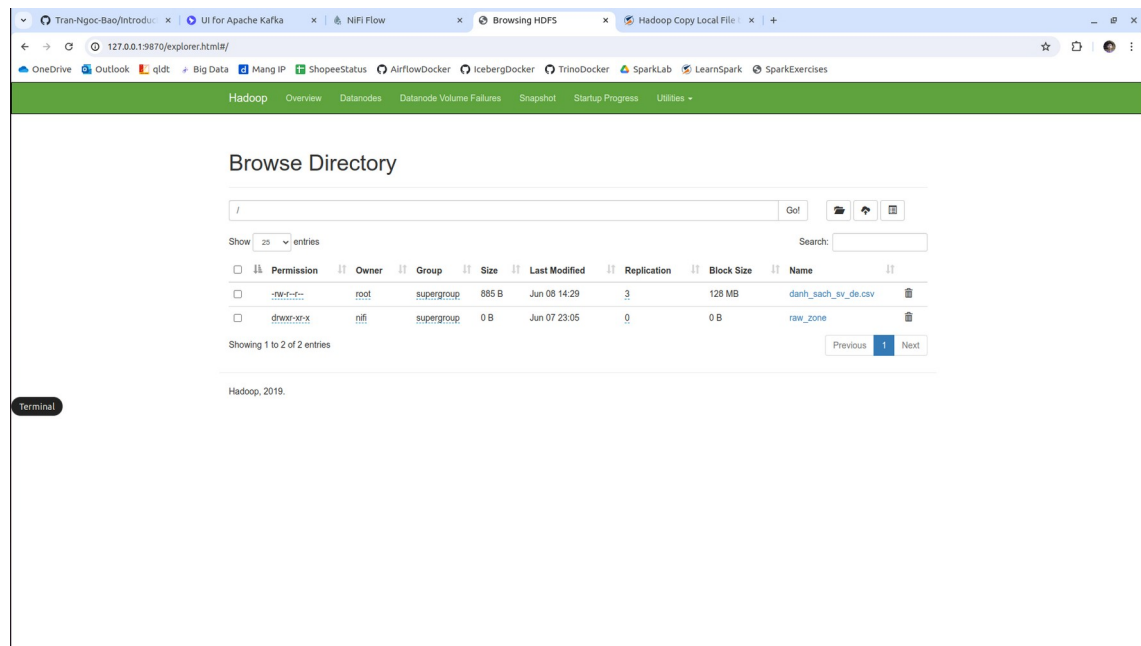 Tran-Ngoc-Bao/Introduc
UI for Apache Kafka
NiFi Flow
Browsing HDFS
Hadoop Copy Local File
127.0.0.1:9870/explorer.html#/
OneDrive Outlook qldt Big Data Mang IP ShopeeStatus AirflowDocker IcebergDocker TrinoDocker SparkLab LearnSpark SparkExercises
Hadoop Overview Datanodes Datanode Volume Failures Snapshot Startup Progress Utilities
Browse Directory
/ Go!
Show 25 entries Search:
Permission Owner Group Size Last Modified Replication Block Size Name
-rw-r--r-- root supergroup 885 B Jun 08 14:29 3 128 MB danh_sach_sv_de.csv
drwxr-xr-x nifi supergroup 0 B Jun 07 23:05 0 0 B raw_zone
Showing 1 to 2 of 2 entries Previous 1 Next
Hadoop, 2019.
Terminal